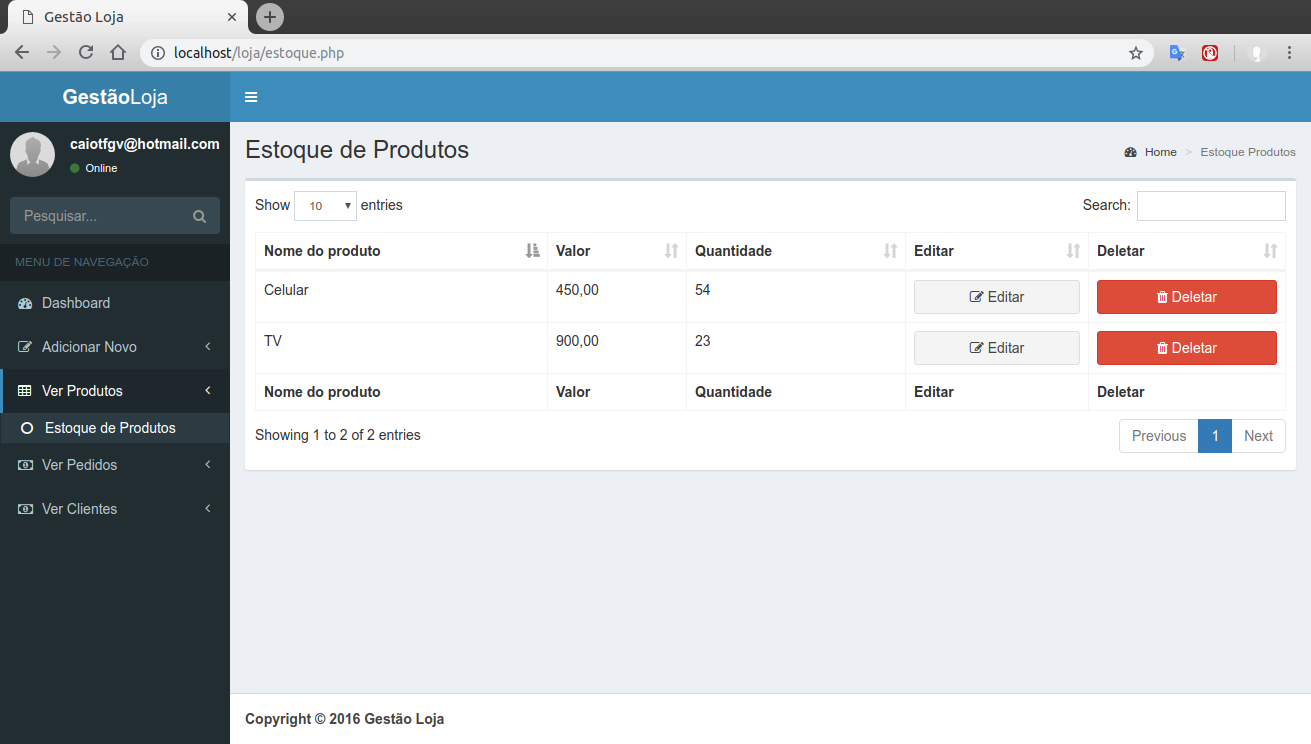 Gestão Loja
localhost/loja/estoque.php
GestãoLoja
caiotfgv@hotmail.com
Online
Pesquisar...
MENU DE NAVEGAÇÃO
Dashboard
Adicionar Novo
Ver Produtos
Estoque de Produtos
Ver Pedidos
Ver Clientes
Estoque de Produtos
Home > Estoque Produtos
Show 10 entries Search:
Nome do produto Valor Quantidade Editar Deletar
Celular 450,00 54 Editar Deletar
TV 900,00 23 Editar Deletar
Nome do produto Valor Quantidade Editar Deletar
Showing 1 to 2 of 2 entries Previous 1 Next
Copyright © 2016 Gestão Loja